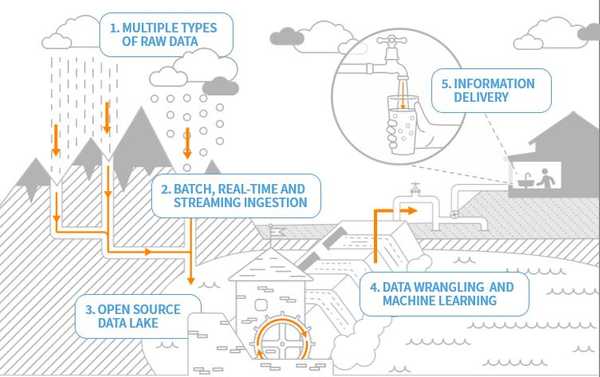 1. MULTIPLE TYPES
OF RAW DATA
5. INFORMATION
DELIVERY
2. BATCH, REAL-TIME AND
STREAMING INGESTION
3. OPEN SOURCE
DATA LAKE
4. DATA WRANGLING AND
MACHINE LEARNING